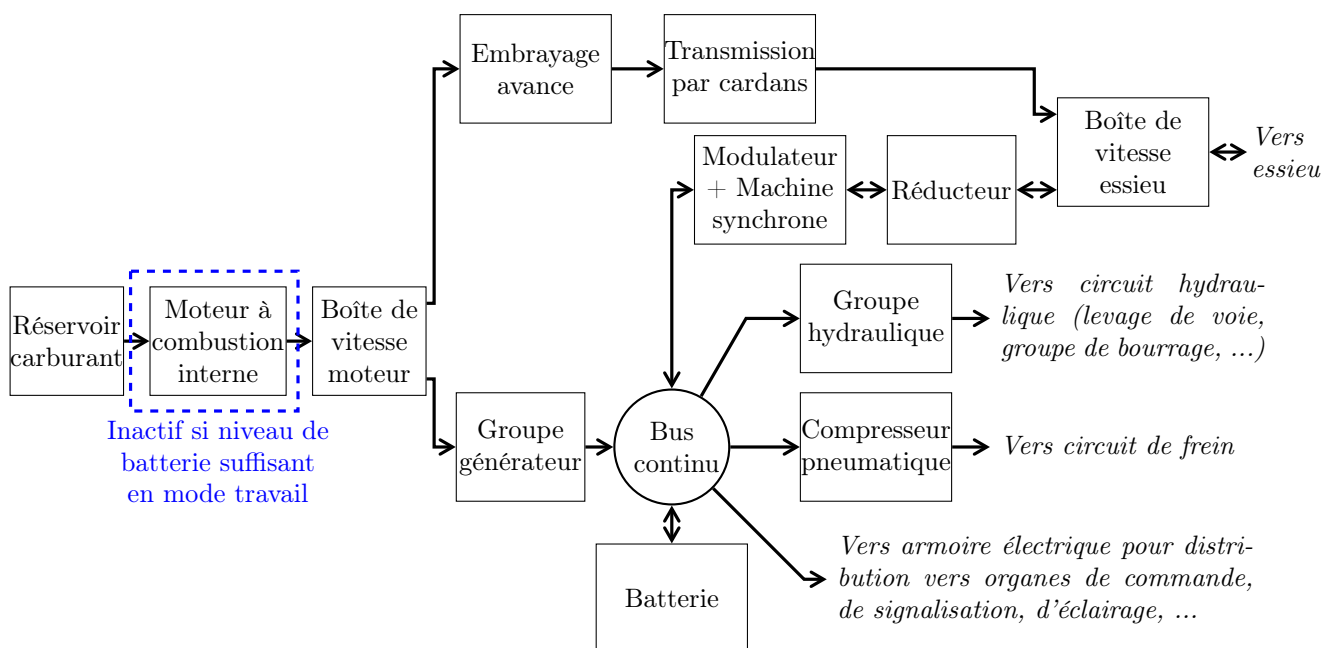 Embrayage
avance
Transmission
par cardans
Boîte de
vitesse
essieu
Vers
essieu
Modulateur
+ Machine
synchrone
Réducteur
Réservoir
carburant
Moteur à
combustion
interne
Boîte de
vitesse
moteur
Inactif si niveau de
batterie suffisant
en mode travail
Groupe
hydraulique
Vers circuit hydrau-
lique (levage de voie,
groupe de bourrage, ...)
Groupe
générateur
Bus
continu
Compresseur
pneumatique
Vers circuit de frein
Batterie
Vers armoire électrique pour distri-
bution vers organes de commande,
de signalisation, d'éclairage, ...